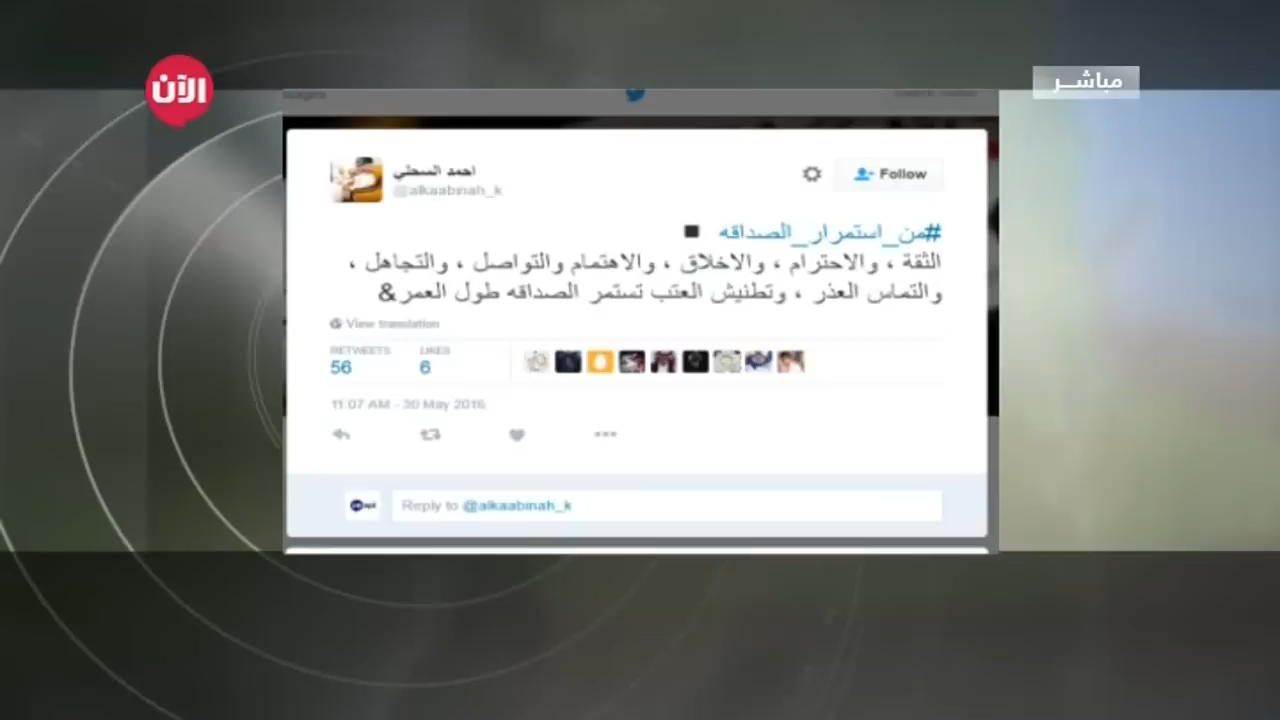 الآن
مباشر
احمد السحلي
@alkaabinah_k
Follow
#من_استمرار_الصداقه ■
الثقة ، والاحترام ، والاخلاق ، والاهتمام والتواصل ، والتجاهل ،
والتماس العذر ، وتطنيش العتب تستمر الصداقه طول العمر&
View translation
RETWEETS LIKES
56 6
11:07 AM - 30 May 2016
Reply to @alkaabinah_k